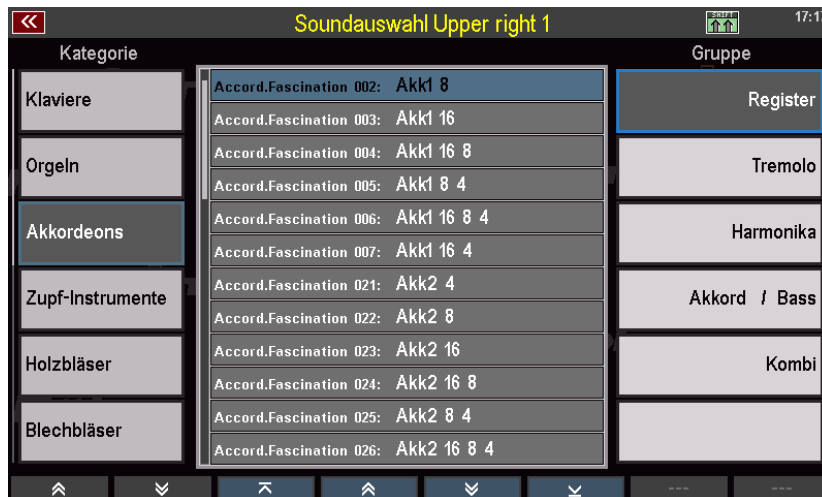 Soundauswahl Upper right 1
SHIFT
17:17
Kategorie
Gruppe
Klaviere
Orgeln
Akkordeons
Zupf-Instrumente
Holzbläser
Blechbläser
Accord.Fascination 002: Akk1 8
Accord.Fascination 003: Akk1 16
Accord.Fascination 004: Akk1 16 8
Accord.Fascination 005: Akk1 8 4
Accord.Fascination 006: Akk1 16 8 4
Accord.Fascination 007: Akk1 16 4
Accord.Fascination 021: Akk2 4
Accord.Fascination 022: Akk2 8
Accord.Fascination 023: Akk2 16
Accord.Fascination 024: Akk2 16 8
Accord.Fascination 025: Akk2 8 4
Accord.Fascination 026: Akk2 16 8 4
Register
Tremolo
Harmonika
Akkord / Bass
Kombi
--- ---